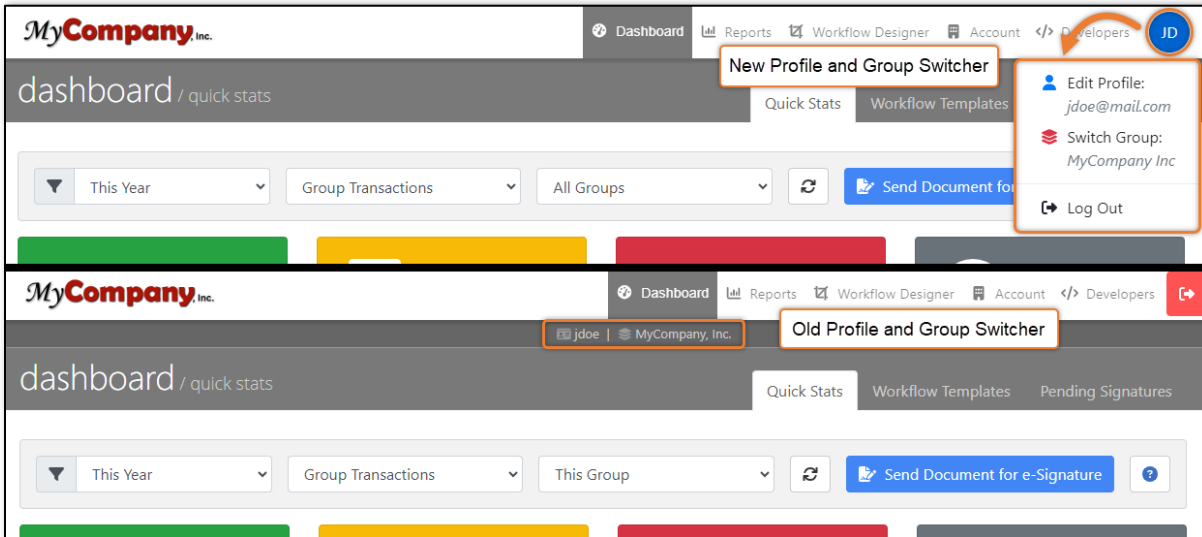 MyCompany, Inc.
Dashboard Reports Workflow Designer Account </> Developers JD
New Profile and Group Switcher
dashboard / quick stats
Quick Stats Workflow Templates
Edit Profile:
jdoe@mail.com
Switch Group:
MyCompany Inc
Log Out
This Year Group Transactions All Groups Send Document for
MyCompany, Inc.
Dashboard Reports Workflow Designer Account </> Developers
jdoe | MyCompany, Inc.
Old Profile and Group Switcher
dashboard / quick stats
Quick Stats Workflow Templates Pending Signatures
This Year Group Transactions This Group Send Document for e-Signature ?